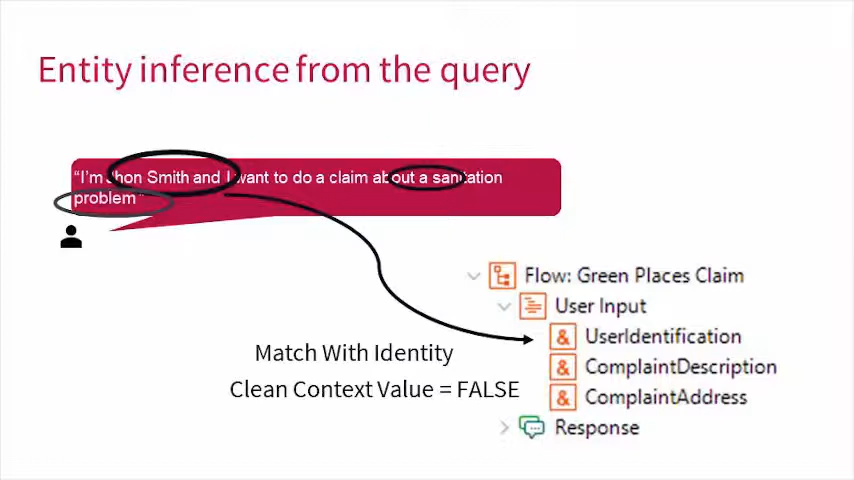 Entity inference from the query
"I'm Jhon Smith and I want to do a claim about a sanitation
problem"
Flow: Green Places Claim
User Input
& UserIdentification
Match With Identity
& ComplaintDescription
Clean Context Value = FALSE
& ComplaintAddress
Response